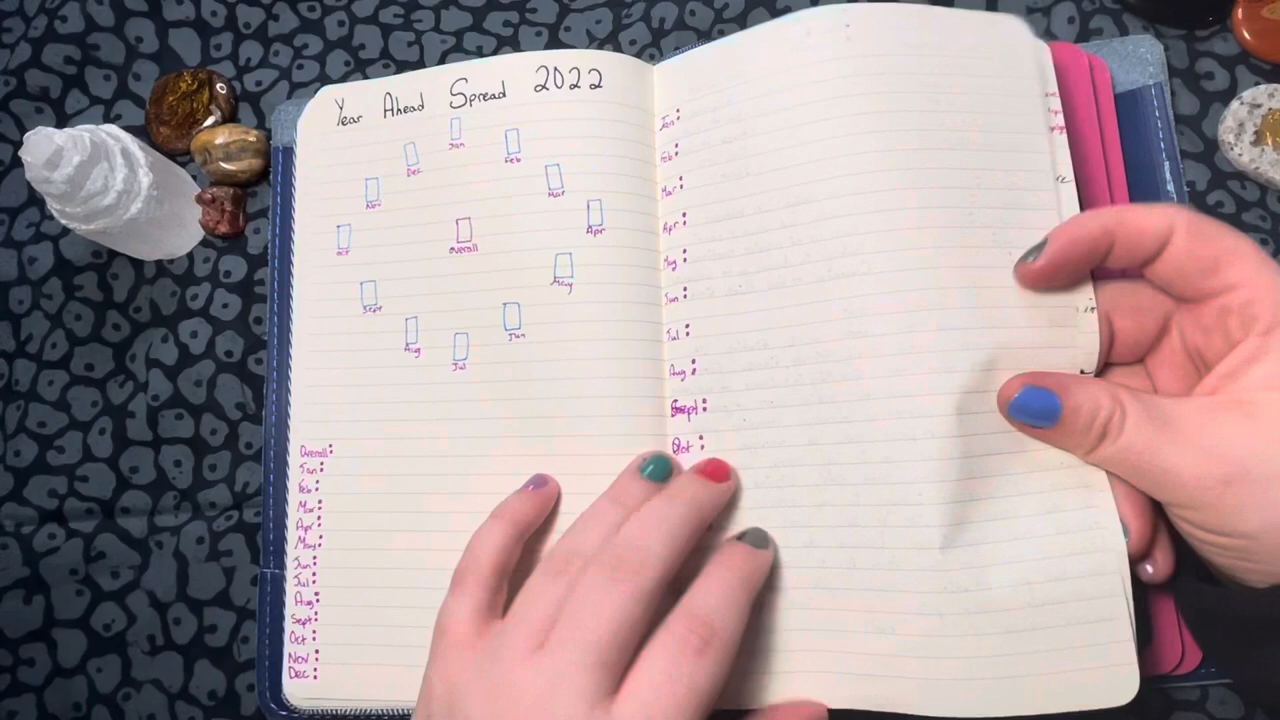 Year Ahead Spread 2022
Jan
Feb
Mar
Apr
May
Jun
Jul
Aug
Sept
Oct
Nov
Dec
Overall
Overall:
Jan:
Feb:
Mar:
Apr:
May:
Jun:
Jul:
Aug:
Sept:
Oct:
Nov:
Dec:
Jan:
Feb:
Mar:
Apr:
May:
Jun:
Jul:
Aug:
Sept:
Oct: